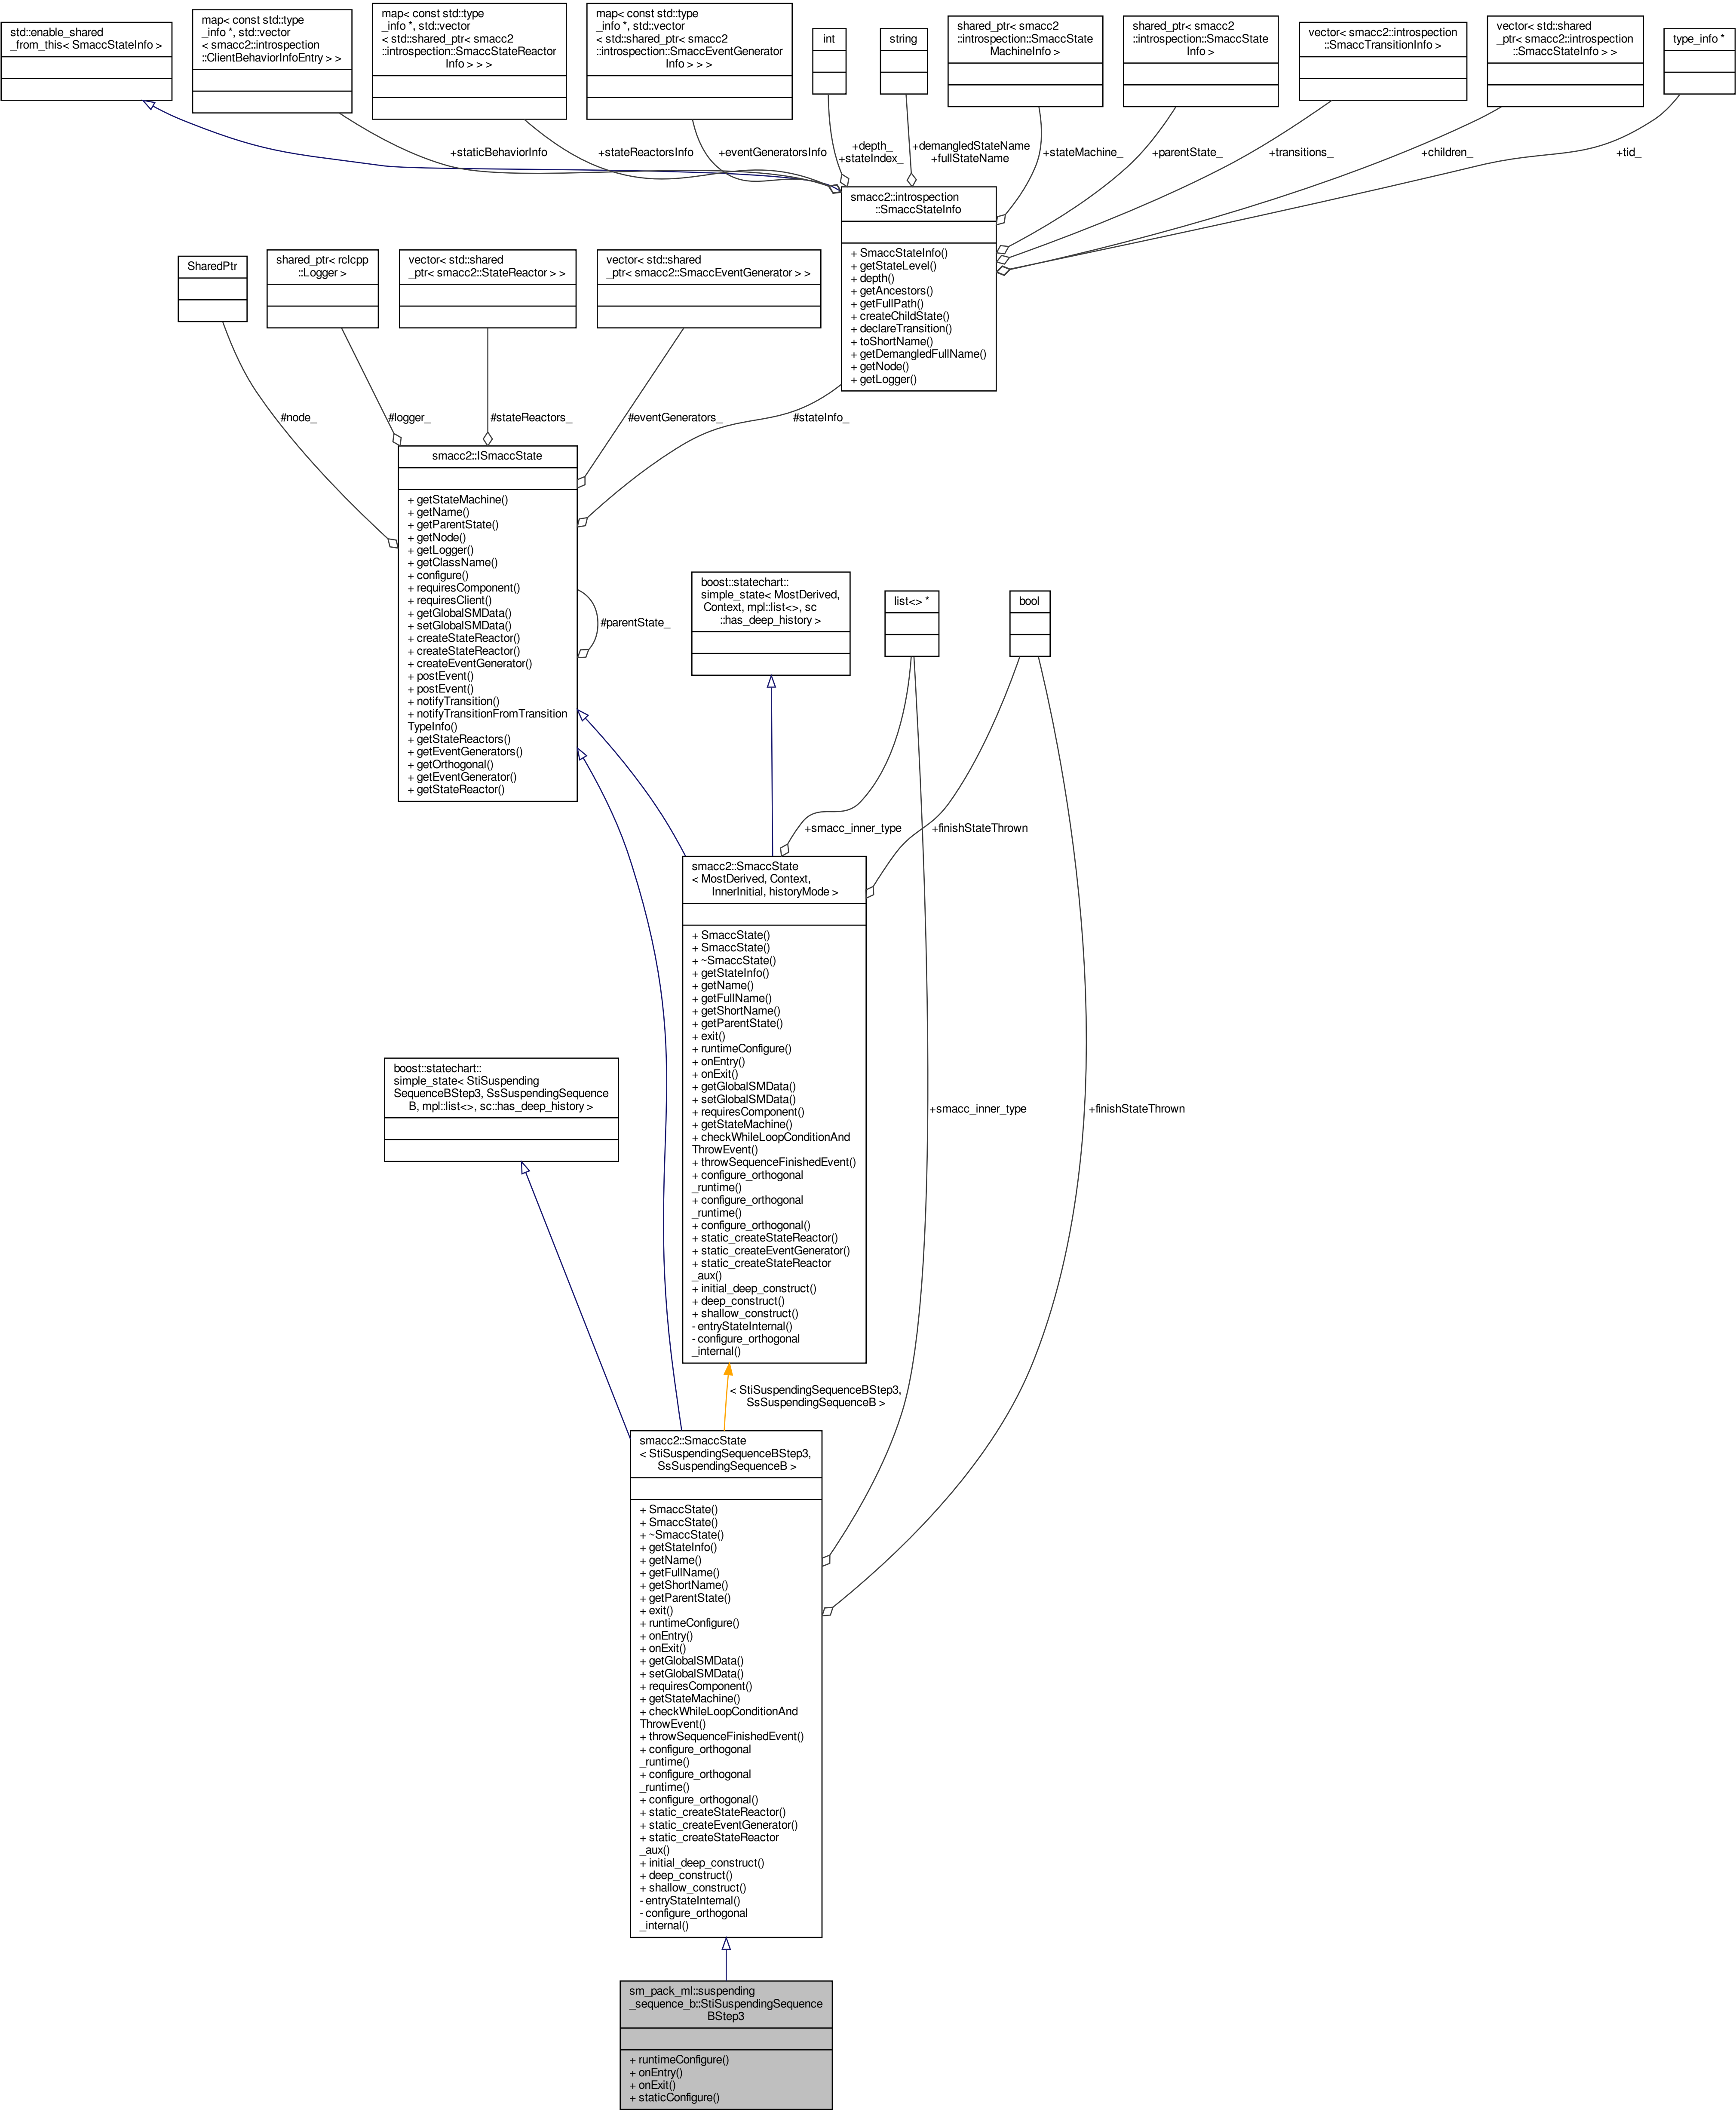 std::enable_shared
_from_this< SmaccStateInfo >
map< const std::type
_info *, std::vector
< smacc2::introspection
::ClientBehaviorInfoEntry > >
map< const std::type
_info *, std::vector
< std::shared_ptr< smacc2
::introspection::SmaccStateReactor
Info > > >
map< const std::type
_info *, std::vector
< std::shared_ptr< smacc2
::introspection::SmaccEventGenerator
Info > > >
int
string
shared_ptr< smacc2
::introspection::SmaccState
MachineInfo >
shared_ptr< smacc2
::introspection::SmaccState
Info >
vector< smacc2::introspection
::SmaccTransitionInfo >
vector< std::shared
_ptr< smacc2::introspection
::SmaccStateInfo > >
type_info *
+staticBehaviorInfo
+stateReactorsInfo
+eventGeneratorsInfo
+depth_
+stateIndex_
+demangledStateName
+fullStateName
+stateMachine_
+parentState_
+transitions_
+children_
+tid_
smacc2::introspection
::SmaccStateInfo
+ SmaccStateInfo()
+ getStateLevel()
+ depth()
+ getAncestors()
+ getFullPath()
+ createChildState()
+ declareTransition()
+ toShortName()
+ getDemangledFullName()
+ getNode()
+ getLogger()
SharedPtr
shared_ptr< rclcpp
::Logger >
vector< std::shared
_ptr< smacc2::StateReactor > >
vector< std::shared
_ptr< smacc2::SmaccEventGenerator > >
#node_
#logger_
#stateReactors_
#eventGenerators_
#stateInfo_
smacc2::ISmaccState
+ getStateMachine()
+ getName()
+ getParentState()
+ getNode()
+ getLogger()
+ getClassName()
+ configure()
+ requiresComponent()
+ requiresClient()
+ getGlobalSMData()
+ setGlobalSMData()
+ createStateReactor()
+ createStateReactor()
+ createEventGenerator()
+ postEvent()
+ postEvent()
+ notifyTransition()
+ notifyTransitionFromTransition
TypeInfo()
+ getStateReactors()
+ getEventGenerators()
+ getOrthogonal()
+ getEventGenerator()
+ getStateReactor()
#parentState_
boost::statechart::
simple_state< MostDerived,
Context, mpl::list<>, sc
::has_deep_history >
list<> *
bool
+smacc_inner_type
+finishStateThrown
smacc2::SmaccState
< MostDerived, Context,
InnerInitial, historyMode >
+ SmaccState()
+ SmaccState()
+ ~SmaccState()
+ getStateInfo()
+ getName()
+ getFullName()
+ getShortName()
+ getParentState()
+ exit()
+ runtimeConfigure()
+ onEntry()
+ onExit()
+ getGlobalSMData()
+ setGlobalSMData()
+ requiresComponent()
+ getStateMachine()
+ checkWhileLoopConditionAnd
ThrowEvent()
+ throwSequenceFinishedEvent()
+ configure_orthogonal
_runtime()
+ configure_orthogonal
_runtime()
+ configure_orthogonal()
+ static_createStateReactor()
+ static_createEventGenerator()
+ static_createStateReactor
_aux()
+ initial_deep_construct()
+ deep_construct()
+ shallow_construct()
- entryStateInternal()
- configure_orthogonal
_internal()
boost::statechart::
simple_state< StiSuspending
SequenceBStep3, SsSuspendingSequence
B, mpl::list<>, sc::has_deep_history >
+smacc_inner_type
+finishStateThrown
< StiSuspendingSequenceBStep3,
SsSuspendingSequenceB >
smacc2::SmaccState
< StiSuspendingSequenceBStep3,
SsSuspendingSequenceB >
+ SmaccState()
+ SmaccState()
+ ~SmaccState()
+ getStateInfo()
+ getName()
+ getFullName()
+ getShortName()
+ getParentState()
+ exit()
+ runtimeConfigure()
+ onEntry()
+ onExit()
+ getGlobalSMData()
+ setGlobalSMData()
+ requiresComponent()
+ getStateMachine()
+ checkWhileLoopConditionAnd
ThrowEvent()
+ throwSequenceFinishedEvent()
+ configure_orthogonal
_runtime()
+ configure_orthogonal
_runtime()
+ configure_orthogonal()
+ static_createStateReactor()
+ static_createEventGenerator()
+ static_createStateReactor
_aux()
+ initial_deep_construct()
+ deep_construct()
+ shallow_construct()
- entryStateInternal()
- configure_orthogonal
_internal()
sm_pack_ml::suspending
_sequence_b::StiSuspendingSequence
BStep3
+ runtimeConfigure()
+ onEntry()
+ onExit()
+ staticConfigure()